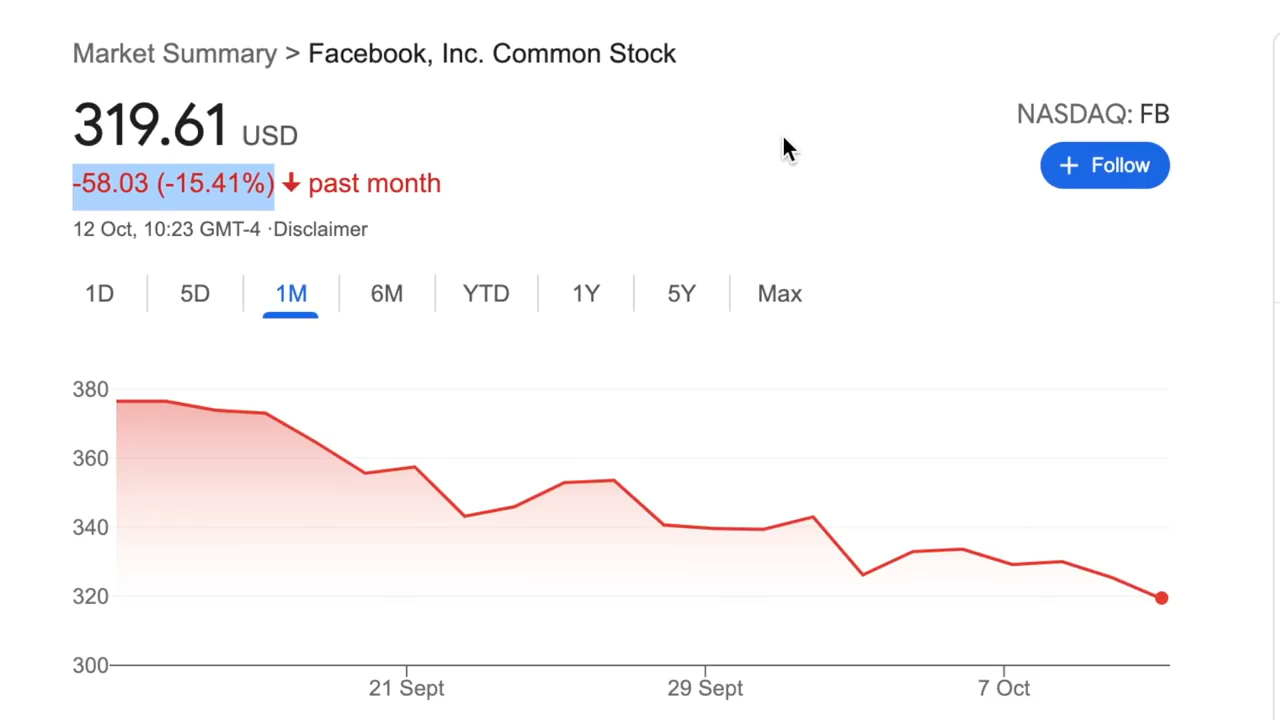 Market Summary > Facebook, Inc. Common Stock
319.61 USD
NASDAQ: FB
-58.03 (-15.41%) ↓ past month
+ Follow
12 Oct, 10:23 GMT-4 ·Disclaimer
1D 5D 1M 6M YTD 1Y 5Y Max
380
360
340
320
300
21 Sept 29 Sept 7 Oct